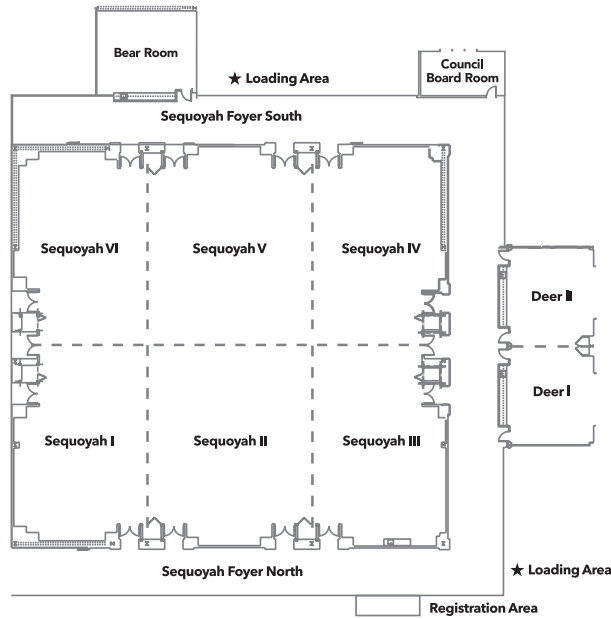 Bear Room
★ Loading Area
Council
Board Room
Sequoyah Foyer South
Sequoyah VI
Sequoyah V
Sequoyah IV
Deer II
Deer I
Sequoyah I
Sequoyah II
Sequoyah III
Sequoyah Foyer North
★ Loading Area
Registration Area